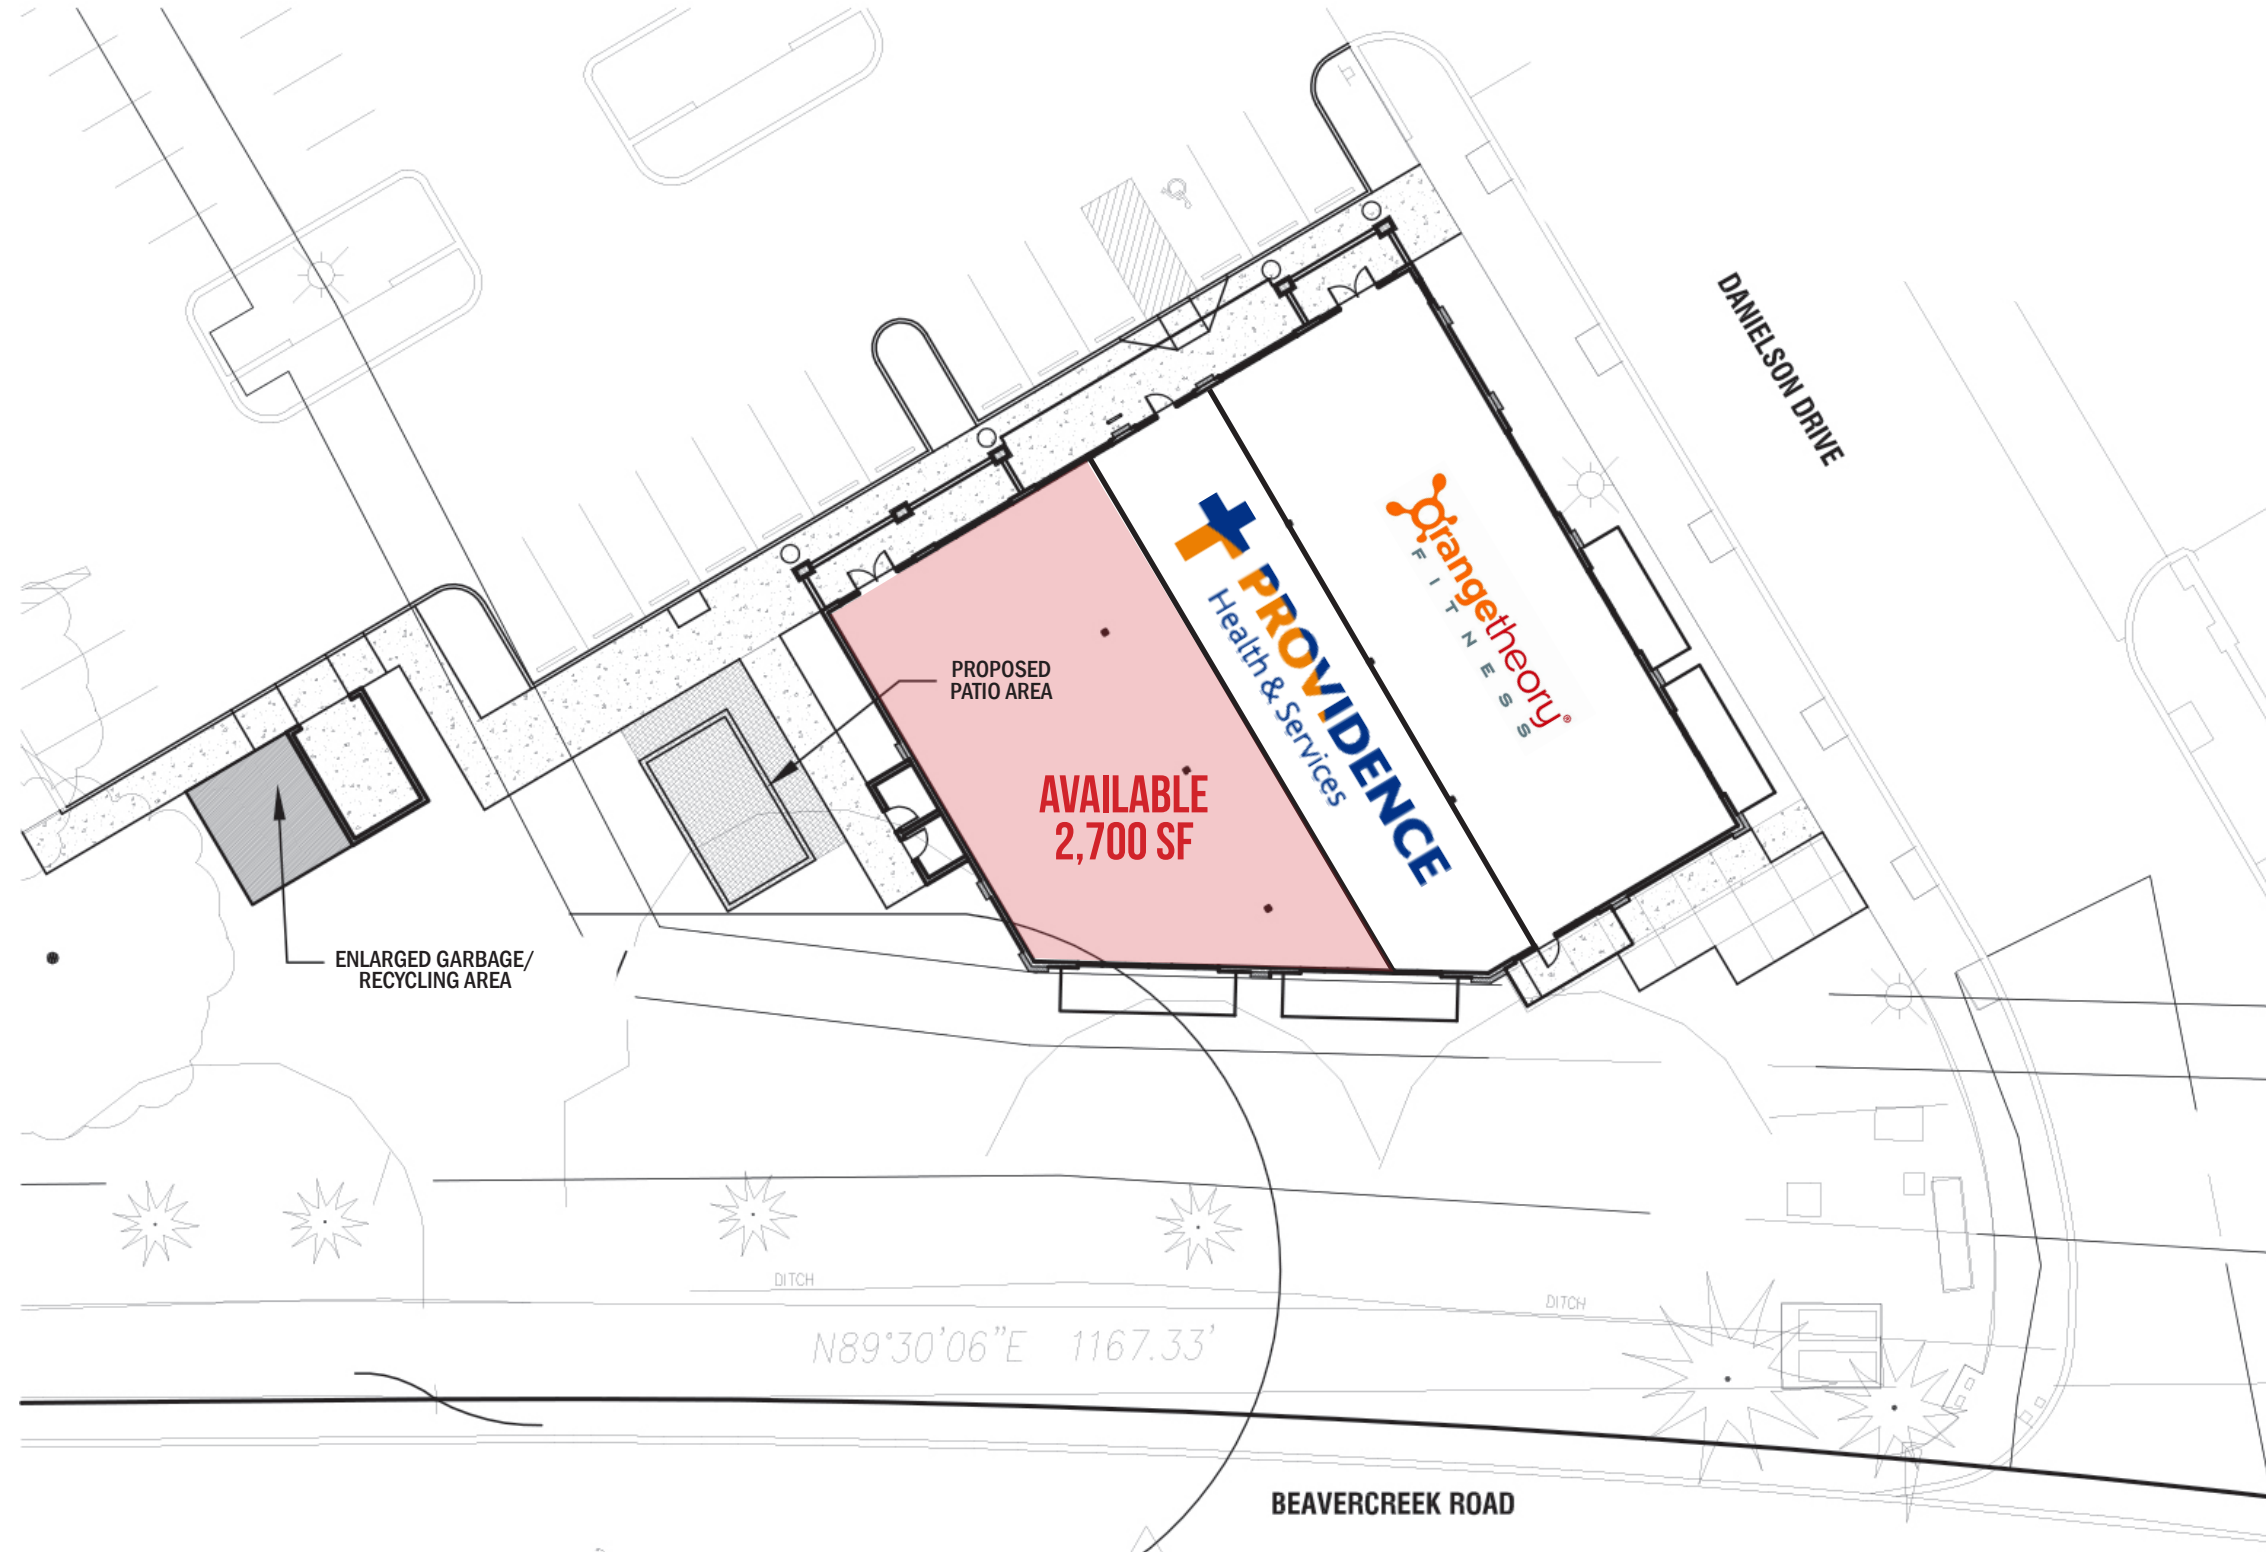 DANIELSON DRIVE
orangetheory®
FITNESS
PROVIDENCE
Health & Services
PROPOSED
PATIO AREA
AVAILABLE
2,700 SF
ENLARGED GARBAGE/
RECYCLING AREA
DITCH
DITCH
N89°30'06"E 1167.33'
BEAVERCREEK ROAD